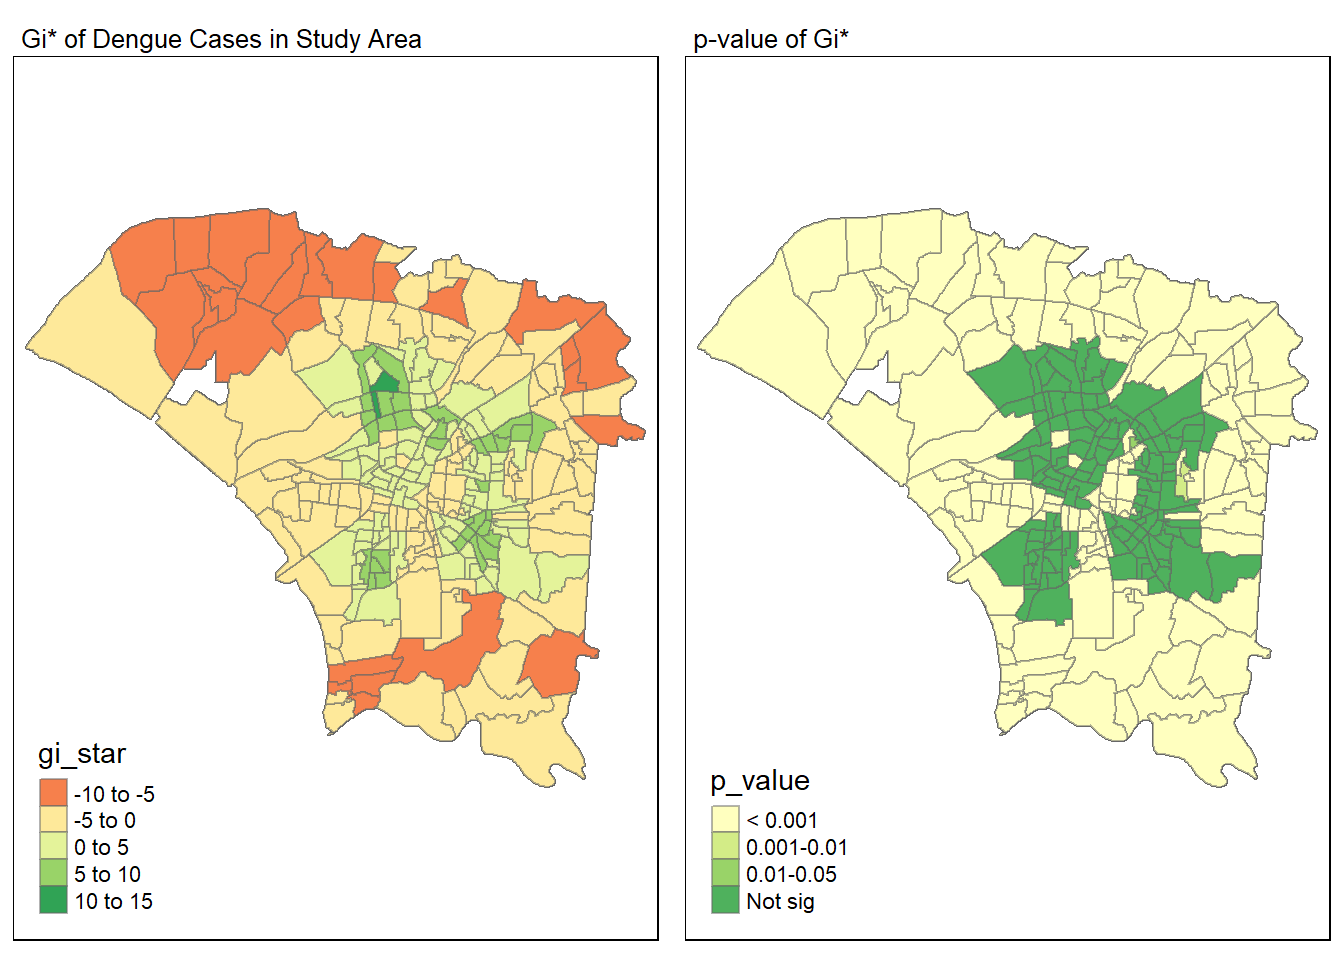 Gi* of Dengue Cases in Study Area
p-value of Gi*
gi_star
-10 to -5
-5 to 0
0 to 5
5 to 10
10 to 15
p_value
< 0.001
0.001-0.01
0.01-0.05
Not sig